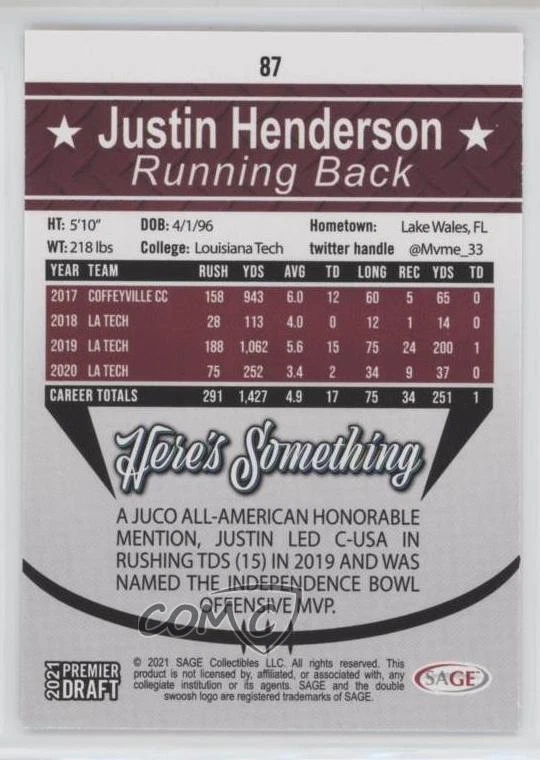 87
Justin Henderson
Running Back
HT: 5'10" DOB: 4/1/96 Hometown: Lake Wales, FL
WT: 218 lbs College: Louisiana Tech twitter handle @Mvme_33
YEAR TEAM RUSH YDS AVG TD LONG REC YDS TD
2017 COFFEYVILLE CC 158 943 6.0 12 60 5 65 0
2018 LA TECH 28 113 4.0 0 12 1 14 0
2019 LA TECH 188 1,062 5.6 15 75 24 200 1
2020 LA TECH 75 252 3.4 2 34 9 37 0
CAREER TOTALS 291 1,427 4.9 17 75 34 251 1
Here's Something
A JUCO ALL-AMERICAN HONORABLE
MENTION, JUSTIN LED C-USA IN
RUSHING TDS (15) IN 2019 AND WAS
NAMED THE INDEPENDENCE BOWL
OFFENSIVE MVP.
COMC
2021 PREMIER DRAFT
© 2021 SAGE Collectibles LLC. All rights reserved. This
product is not licensed by, affiliated, or associated with, any
collegiate institution or its agents. SAGE and the double
swoosh logo are registered trademarks of SAGE.
SAGE